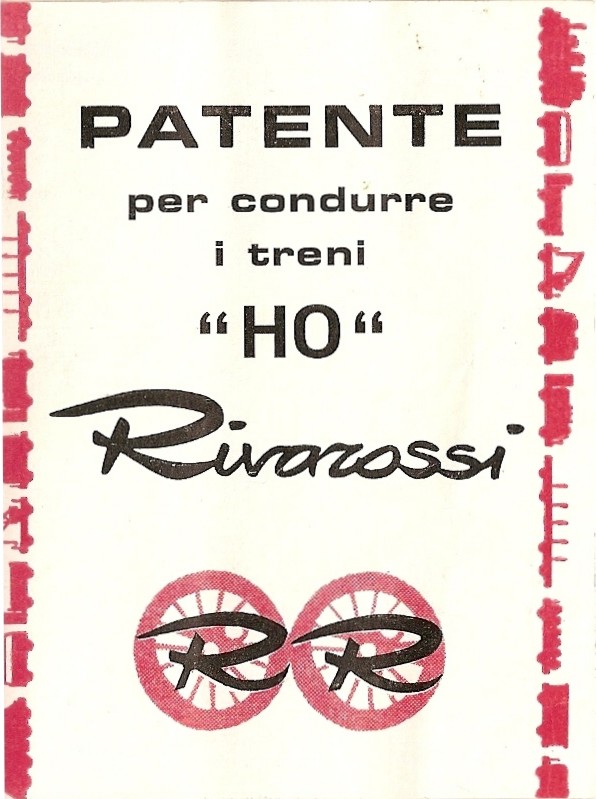 PATENTE
per condurre
i treni
“HO“
Rivarossi
RR